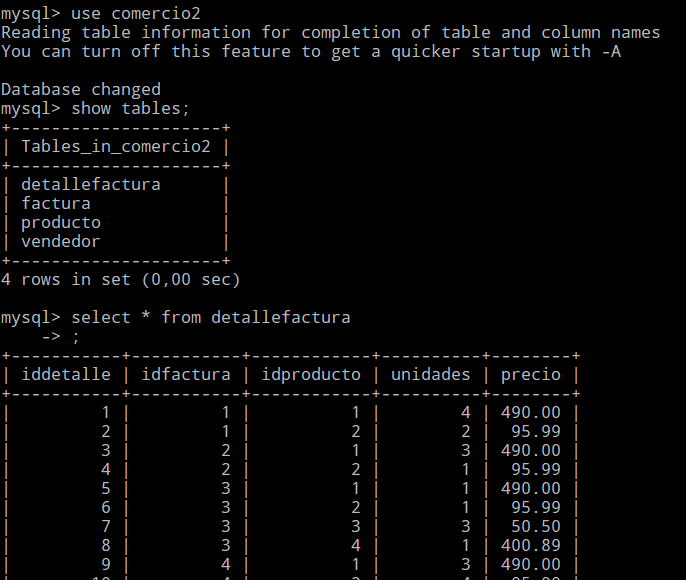 mysql> use comercio2
Reading table information for completion of table and column names
You can turn off this feature to get a quicker startup with -A
Database changed
mysql> show tables;
+---------------------+
| Tables_in_comercio2 |
+---------------------+
| detallefactura      |
| factura             |
| producto            |
| vendedor            |
+---------------------+
4 rows in set (0,00 sec)
mysql> select * from detallefactura
    -> ;
+-----------+-----------+------------+----------+--------+
| iddetalle | idfactura | idproducto | unidades | precio |
+-----------+-----------+------------+----------+--------+
|         1 |         1 |          1 |        4 | 490.00 |
|         2 |         1 |          2 |        2 |  95.99 |
|         3 |         2 |          1 |        3 | 490.00 |
|         4 |         2 |          2 |        1 |  95.99 |
|         5 |         3 |          1 |        1 | 490.00 |
|         6 |         3 |          2 |        1 |  95.99 |
|         7 |         3 |          3 |        3 |  50.50 |
|         8 |         3 |          4 |        1 | 400.89 |
|         9 |         4 |          1 |        3 | 490.00 |